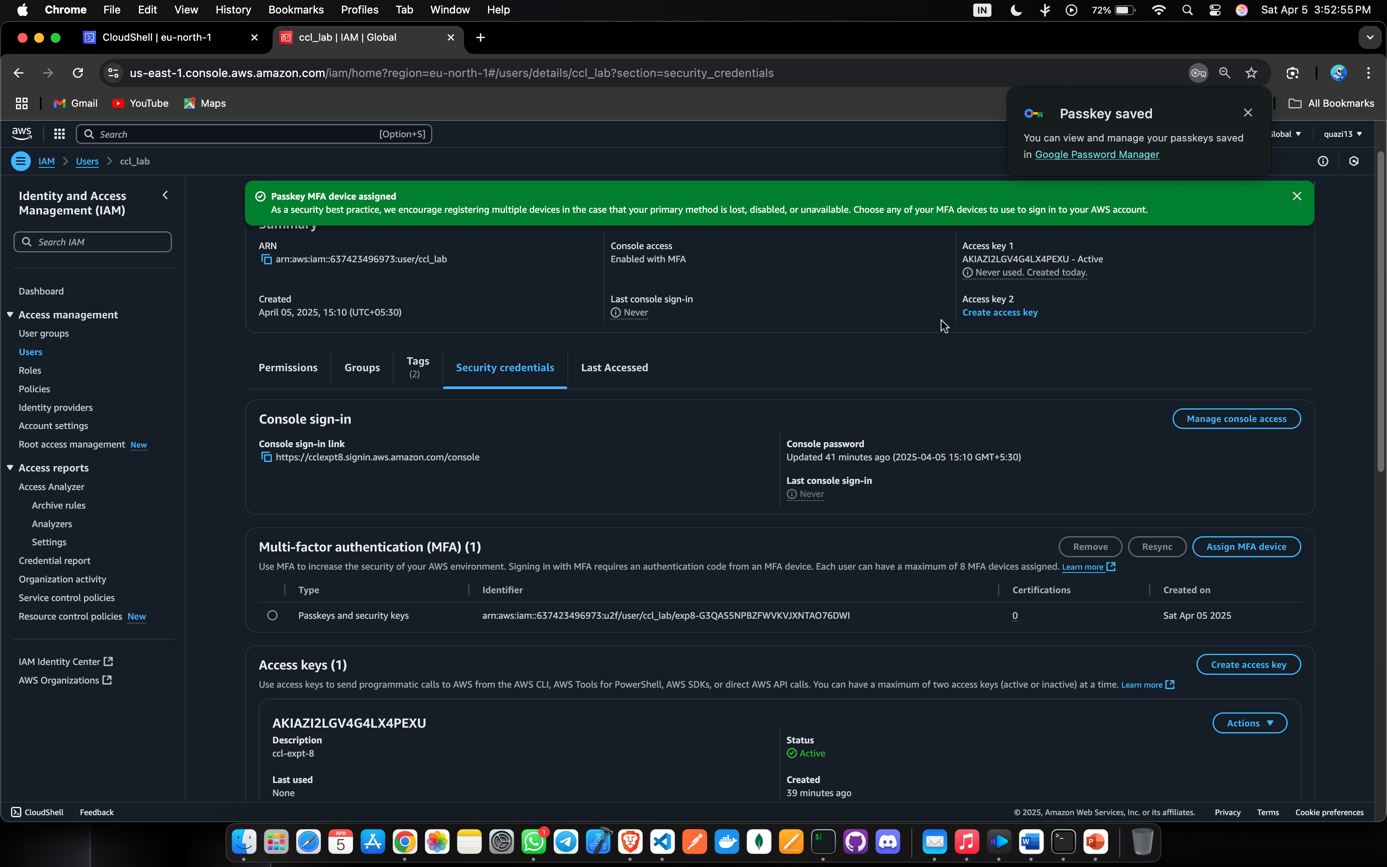 Chrome File Edit View History Bookmarks Profiles Tab Window Help IN 72% Sat Apr 5 3:52:55 PM
CloudShell | eu-north-1 ccl_lab | IAM | Global
us-east-1.console.aws.amazon.com/iam/home?region=eu-north-1#/users/details/ccl_lab?section=security_credentials
Gmail YouTube Maps All Bookmarks
Passkey saved
You can view and manage your passkeys saved
in Google Password Manager
aws Search [Option+S] Global quazi13
IAM Users ccl_lab
Identity and Access
Management (IAM)
Search IAM
Dashboard
Access management
User groups
Users
Roles
Policies
Identity providers
Account settings
Root access management New
Access reports
Access Analyzer
Archive rules
Analyzers
Settings
Credential report
Organization activity
Service control policies
Resource control policies New
IAM Identity Center
AWS Organizations
Passkey MFA device assigned
As a security best practice, we encourage registering multiple devices in the case that your primary method is lost, disabled, or unavailable. Choose any of your MFA devices to use to sign in to your AWS account.
Summary
ARN
arn:aws:iam::637423496973:user/ccl_lab
Created
April 05, 2025, 15:10 (UTC+05:30)
Console access
Enabled with MFA
Last console sign-in
Never
Access key 1
AKIAZI2LGV4G4LX4PEXU - Active
Never used. Created today.
Access key 2
Create access key
Permissions Groups Tags (2) Security credentials Last Accessed
Console sign-in Manage console access
Console sign-in link
https://cclexpt8.signin.aws.amazon.com/console
Console password
Updated 41 minutes ago (2025-04-05 15:10 GMT+5:30)
Last console sign-in
Never
Multi-factor authentication (MFA) (1) Remove Resync Assign MFA device
Use MFA to increase the security of your AWS environment. Signing in with MFA requires an authentication code from an MFA device. Each user can have a maximum of 8 MFA devices assigned. Learn more
Type Identifier Certifications Created on
Passkeys and security keys arn:aws:iam::637423496973:u2f/user/ccl_lab/exp8-G3QAS5NPBZFWVKVJXNTAO76DWI 0 Sat Apr 05 2025
Access keys (1) Create access key
Use access keys to send programmatic calls to AWS from the AWS CLI, AWS Tools for PowerShell, AWS SDKs, or direct AWS API calls. You can have a maximum of two access keys (active or inactive) at a time. Learn more
AKIAZI2LGV4G4LX4PEXU Actions
Description
ccl-expt-8
Status
Active
Last used
None
Created
39 minutes ago
CloudShell Feedback © 2025, Amazon Web Services, Inc. or its affiliates. Privacy Terms Cookie preferences
APR
5
1